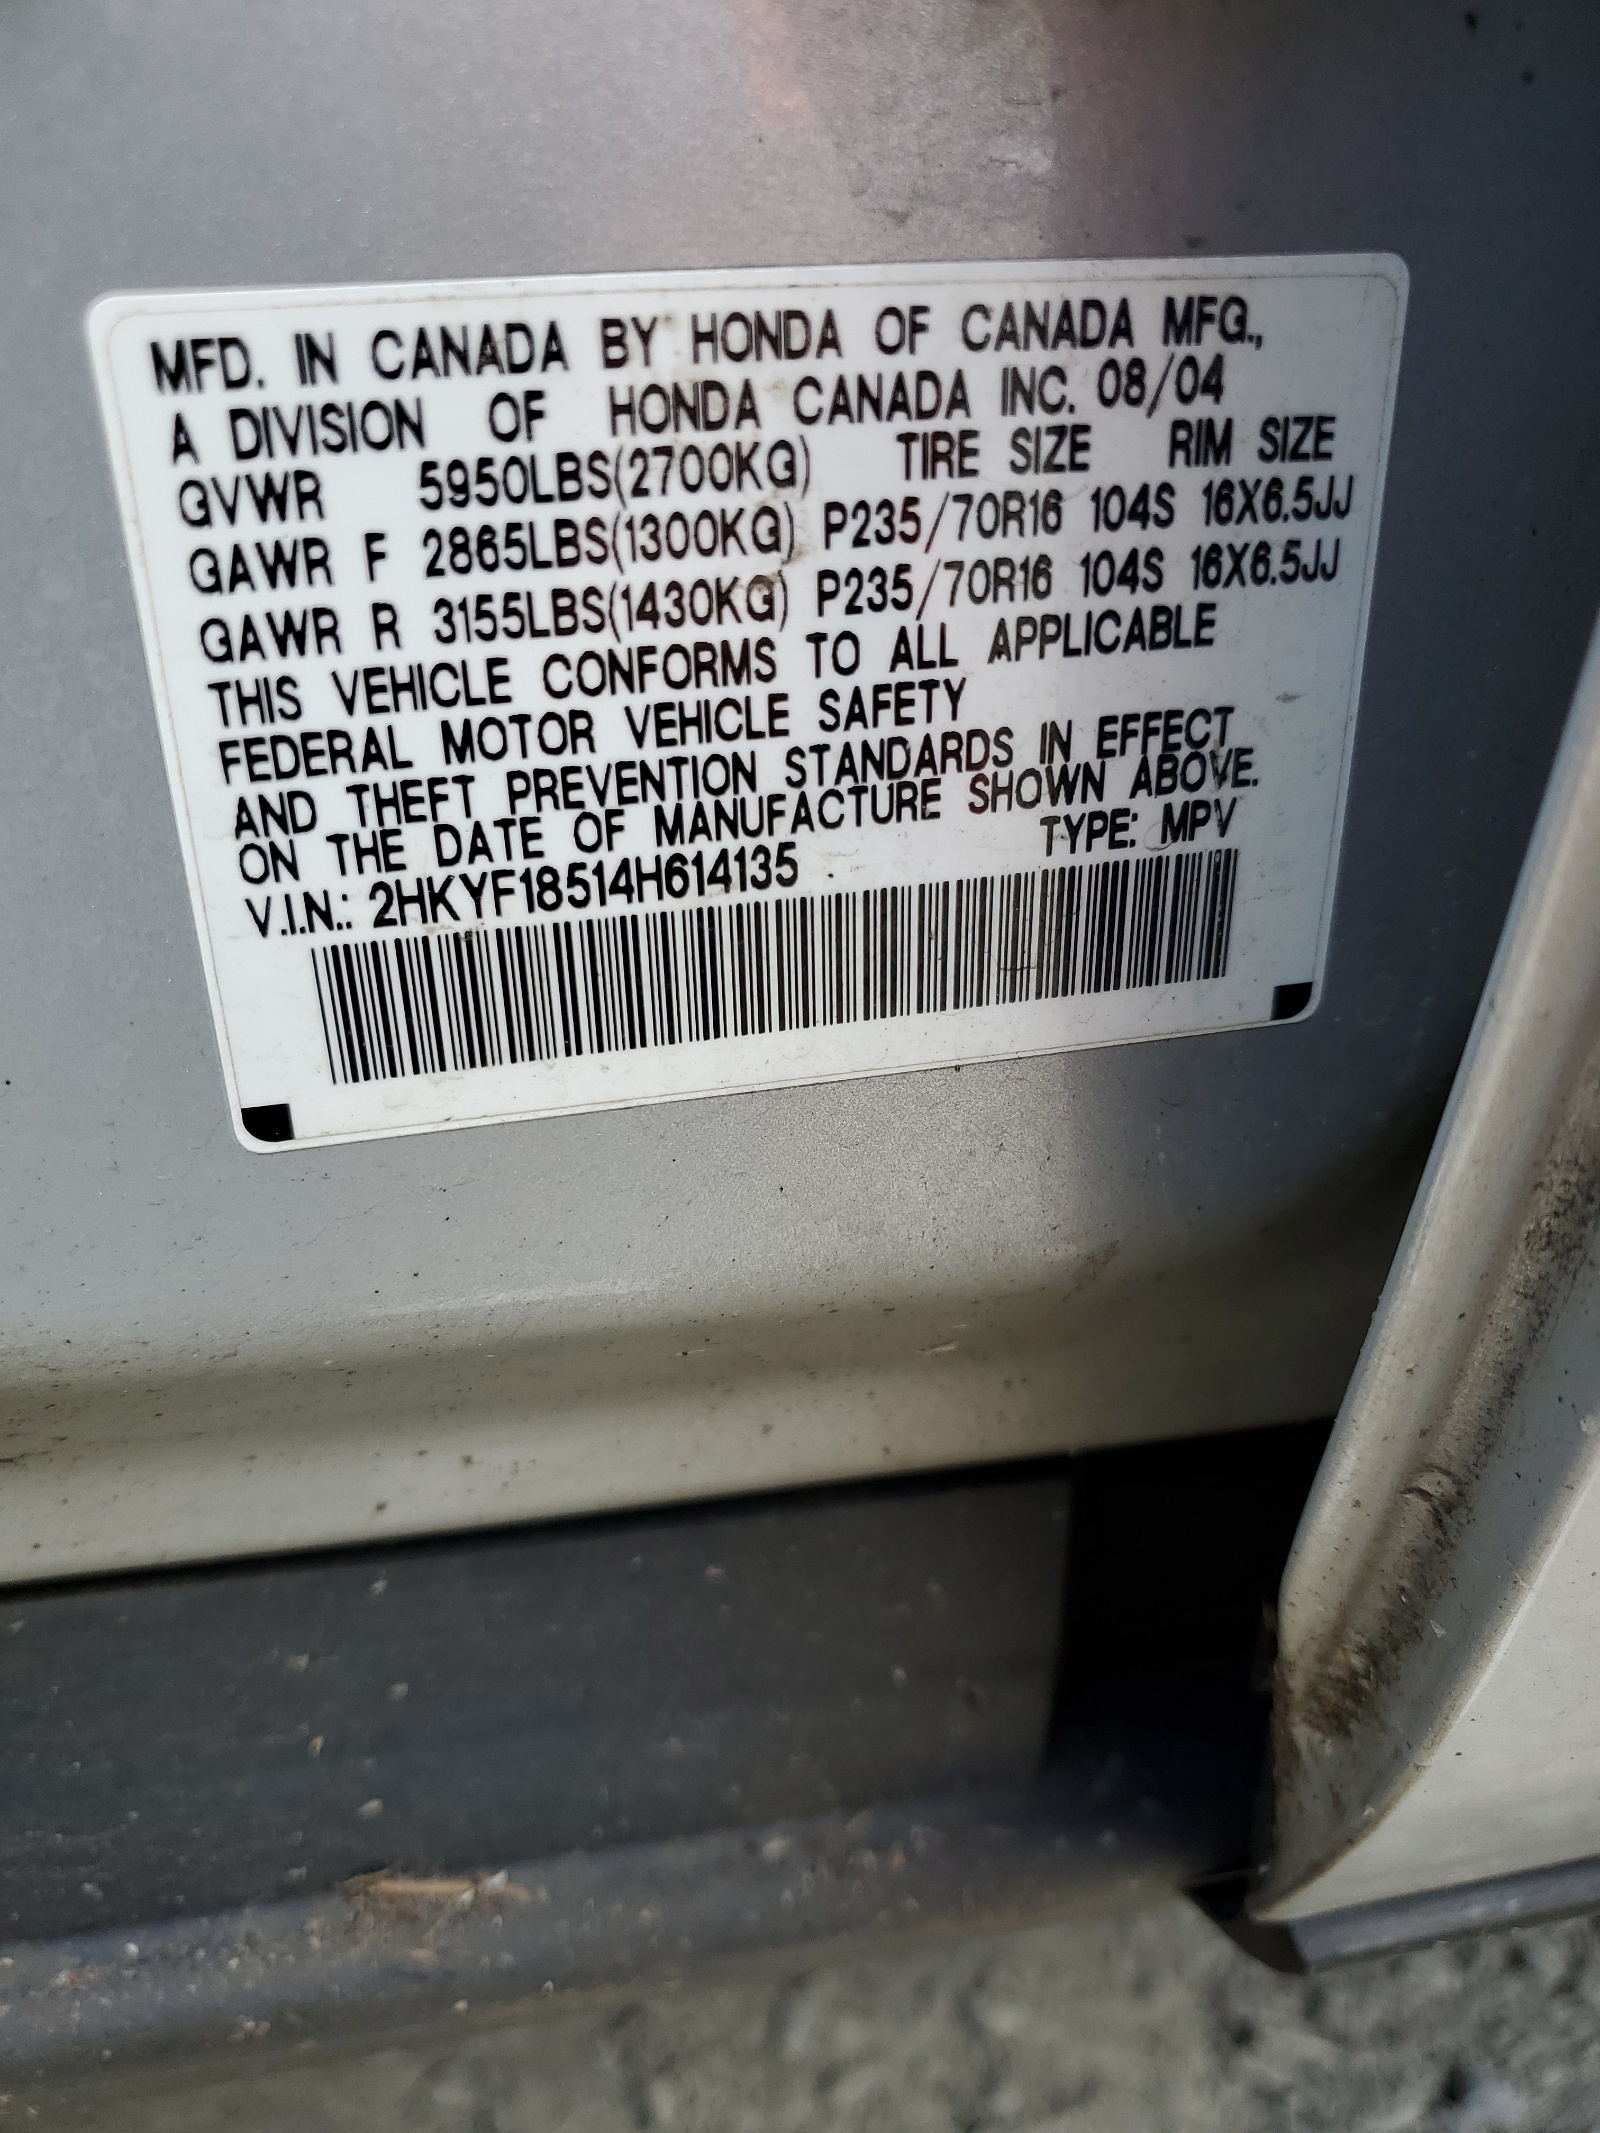 MFD. IN CANADA BY HONDA OF CANADA MFG.,
A DIVISION OF HONDA CANADA INC. 08/04
GVWR 5950LBS(2700KG) TIRE SIZE RIM SIZE
GAWR F 2865LBS(1300KG) P235/70R16 104S 16X6.5JJ
GAWR R 3155LBS(1430KG) P235/70R16 104S 16X6.5JJ
THIS VEHICLE CONFORMS TO ALL APPLICABLE
FEDERAL MOTOR VEHICLE SAFETY
AND THEFT PREVENTION STANDARDS IN EFFECT
ON THE DATE OF MANUFACTURE SHOWN ABOVE.
V.I.N.: 2HKYF18514H614135 TYPE: MPV